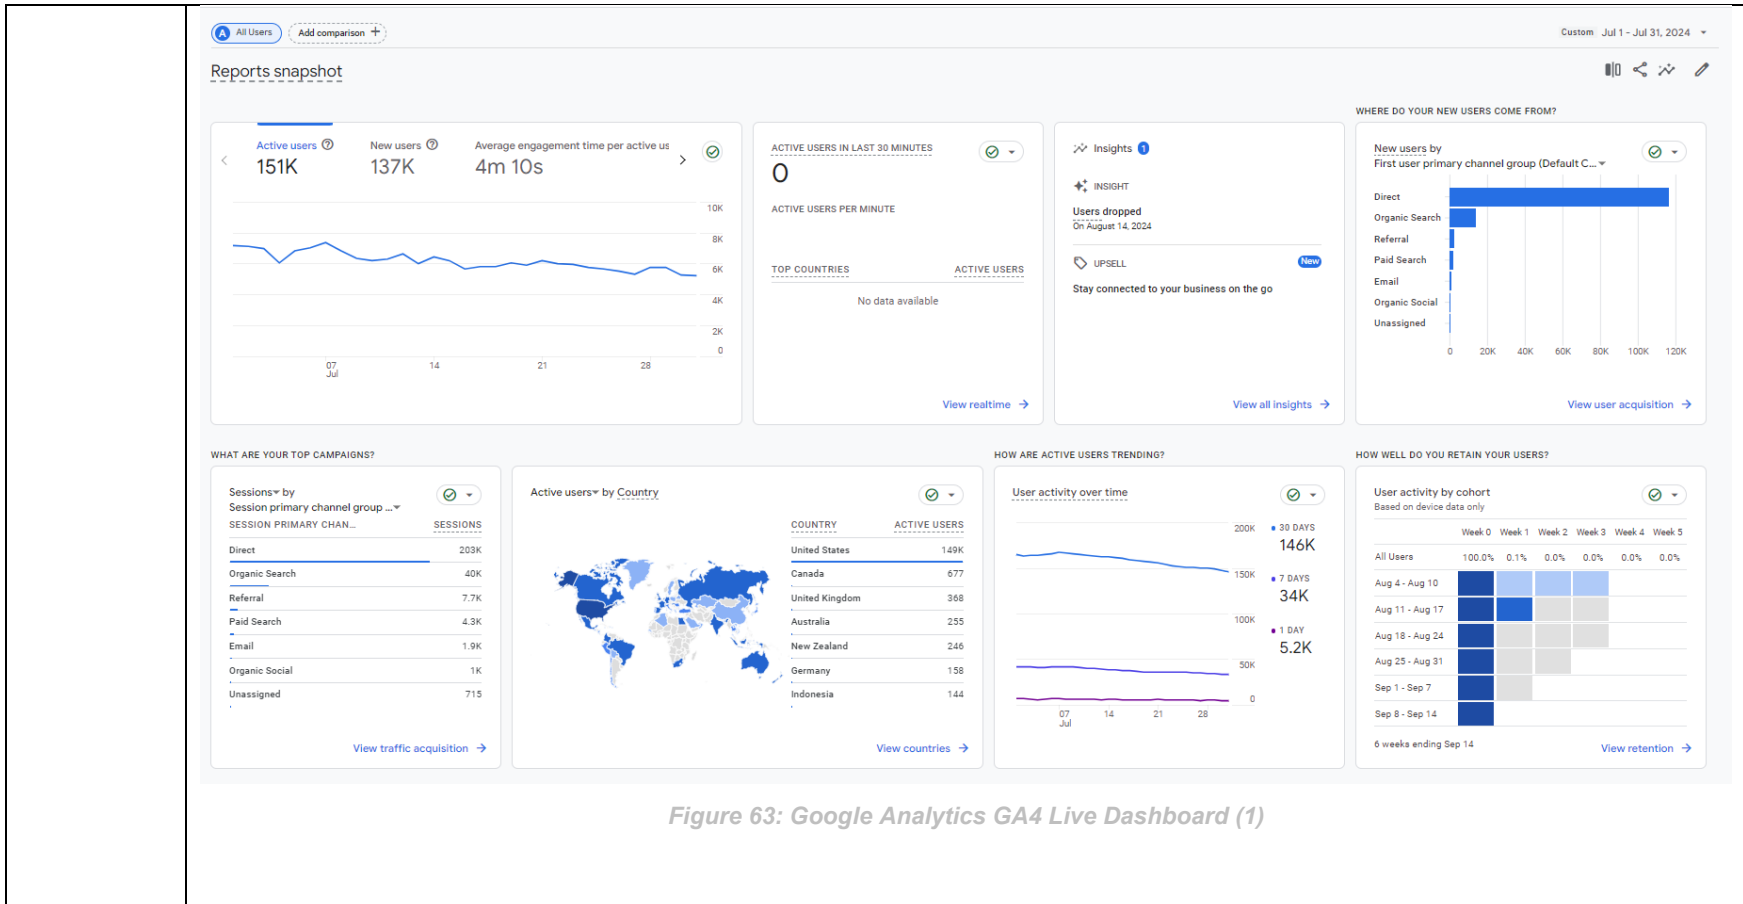 A All Users Add comparison +
Custom Jul 1 - Jul 31, 2024
Reports snapshot
Active users New users Average engagement time per active us
151K 137K 4m 10s
10K
8K
6K
4K
2K
0
07 14 21 28
Jul
ACTIVE USERS IN LAST 30 MINUTES
0
ACTIVE USERS PER MINUTE
TOP COUNTRIES ACTIVE USERS
No data available
View realtime
Insights 1
INSIGHT
Users dropped
On August 14, 2024
UPSELL New
Stay connected to your business on the go
View all insights
WHERE DO YOUR NEW USERS COME FROM?
New users by
First user primary channel group (Default C...
Direct
Organic Search
Referral
Paid Search
Email
Organic Social
Unassigned
0 20K 40K 60K 80K 100K 120K
View user acquisition
WHAT ARE YOUR TOP CAMPAIGNS?
Sessions by
Session primary channel group ...
SESSION PRIMARY CHAN... SESSIONS
Direct 203K
Organic Search 40K
Referral 7.7K
Paid Search 4.3K
Email 1.9K
Organic Social 1K
Unassigned 715
View traffic acquisition
Active users by Country
COUNTRY ACTIVE USERS
United States 149K
Canada 677
United Kingdom 368
Australia 255
New Zealand 246
Germany 158
Indonesia 144
View countries
HOW ARE ACTIVE USERS TRENDING?
User activity over time
200K
150K
100K
50K
0
07 14 21 28
Jul
30 DAYS
146K
7 DAYS
34K
1 DAY
5.2K
HOW WELL DO YOU RETAIN YOUR USERS?
User activity by cohort
Based on device data only
Week 0 Week 1 Week 2 Week 3 Week 4 Week 5
All Users 100.0% 0.1% 0.0% 0.0% 0.0% 0.0%
Aug 4 - Aug 10
Aug 11 - Aug 17
Aug 18 - Aug 24
Aug 25 - Aug 31
Sep 1 - Sep 7
Sep 8 - Sep 14
6 weeks ending Sep 14
View retention
Figure 63: Google Analytics GA4 Live Dashboard (1)